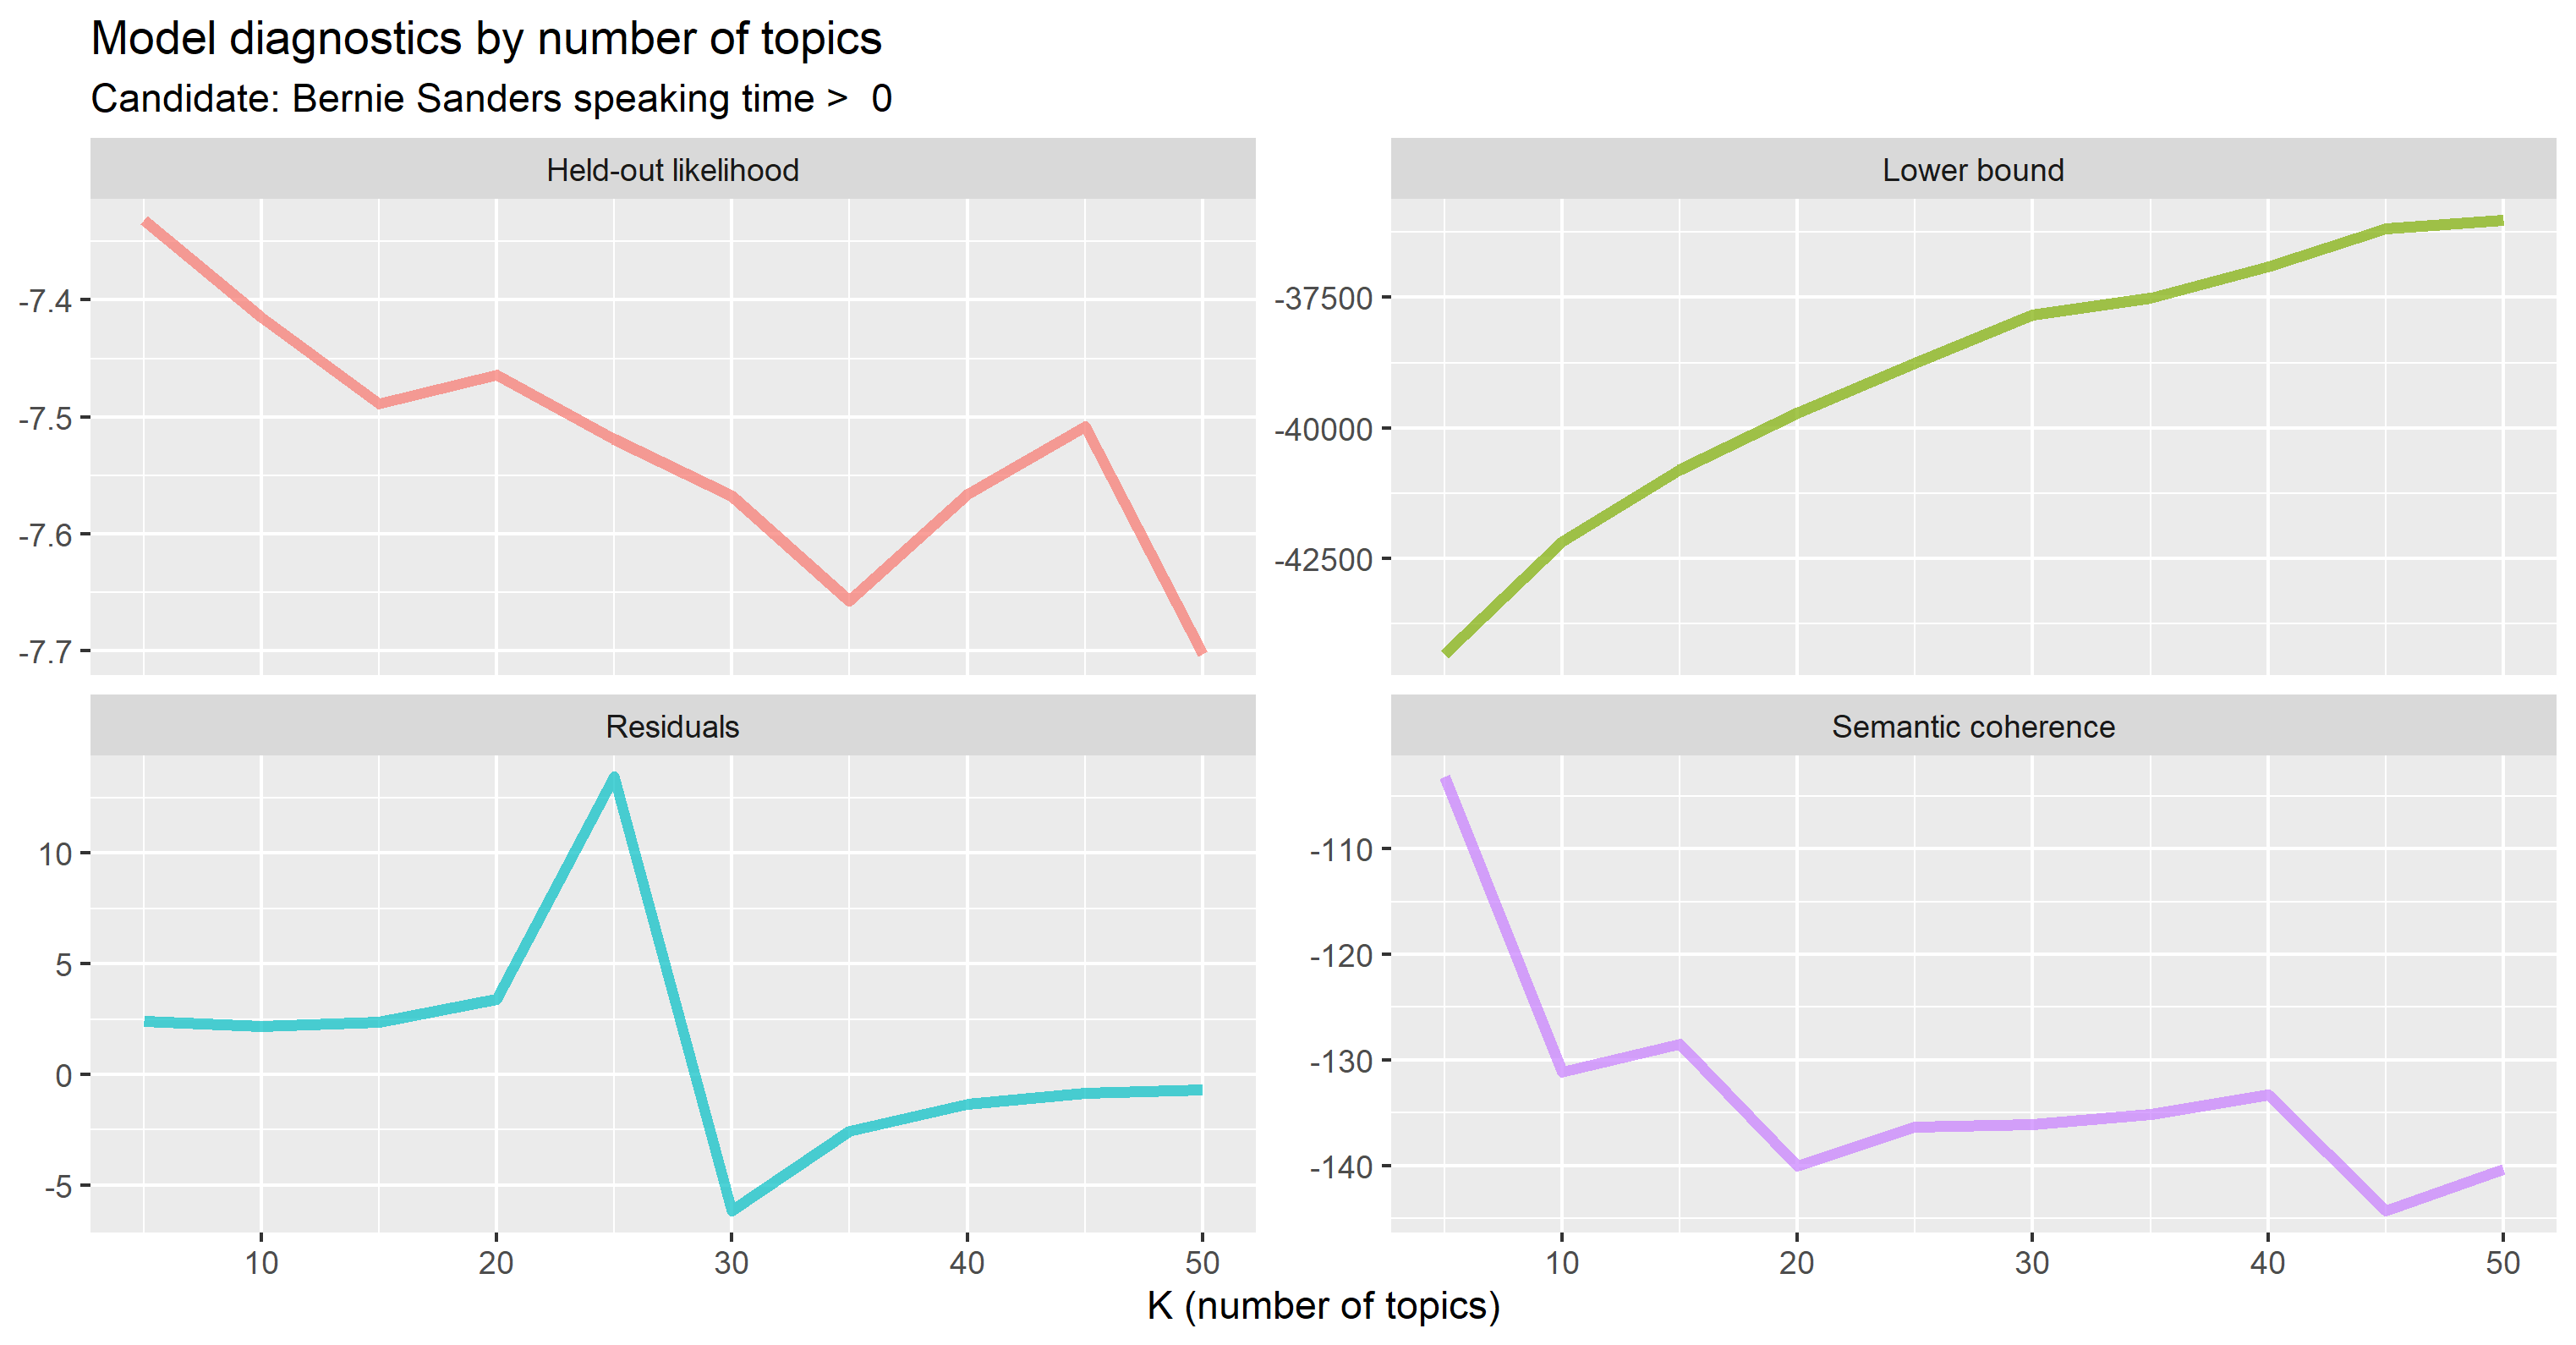 Model diagnostics by number of topics
Candidate: Bernie Sanders speaking time >  0
Held-out likelihood
Lower bound
-7.4
-7.5
-7.6
-7.7
-37500
-40000
-42500
Residuals
Semantic coherence
10
5
0
-5
-110
-120
-130
-140
10 20 30 40 50
10 20 30 40 50
K (number of topics)